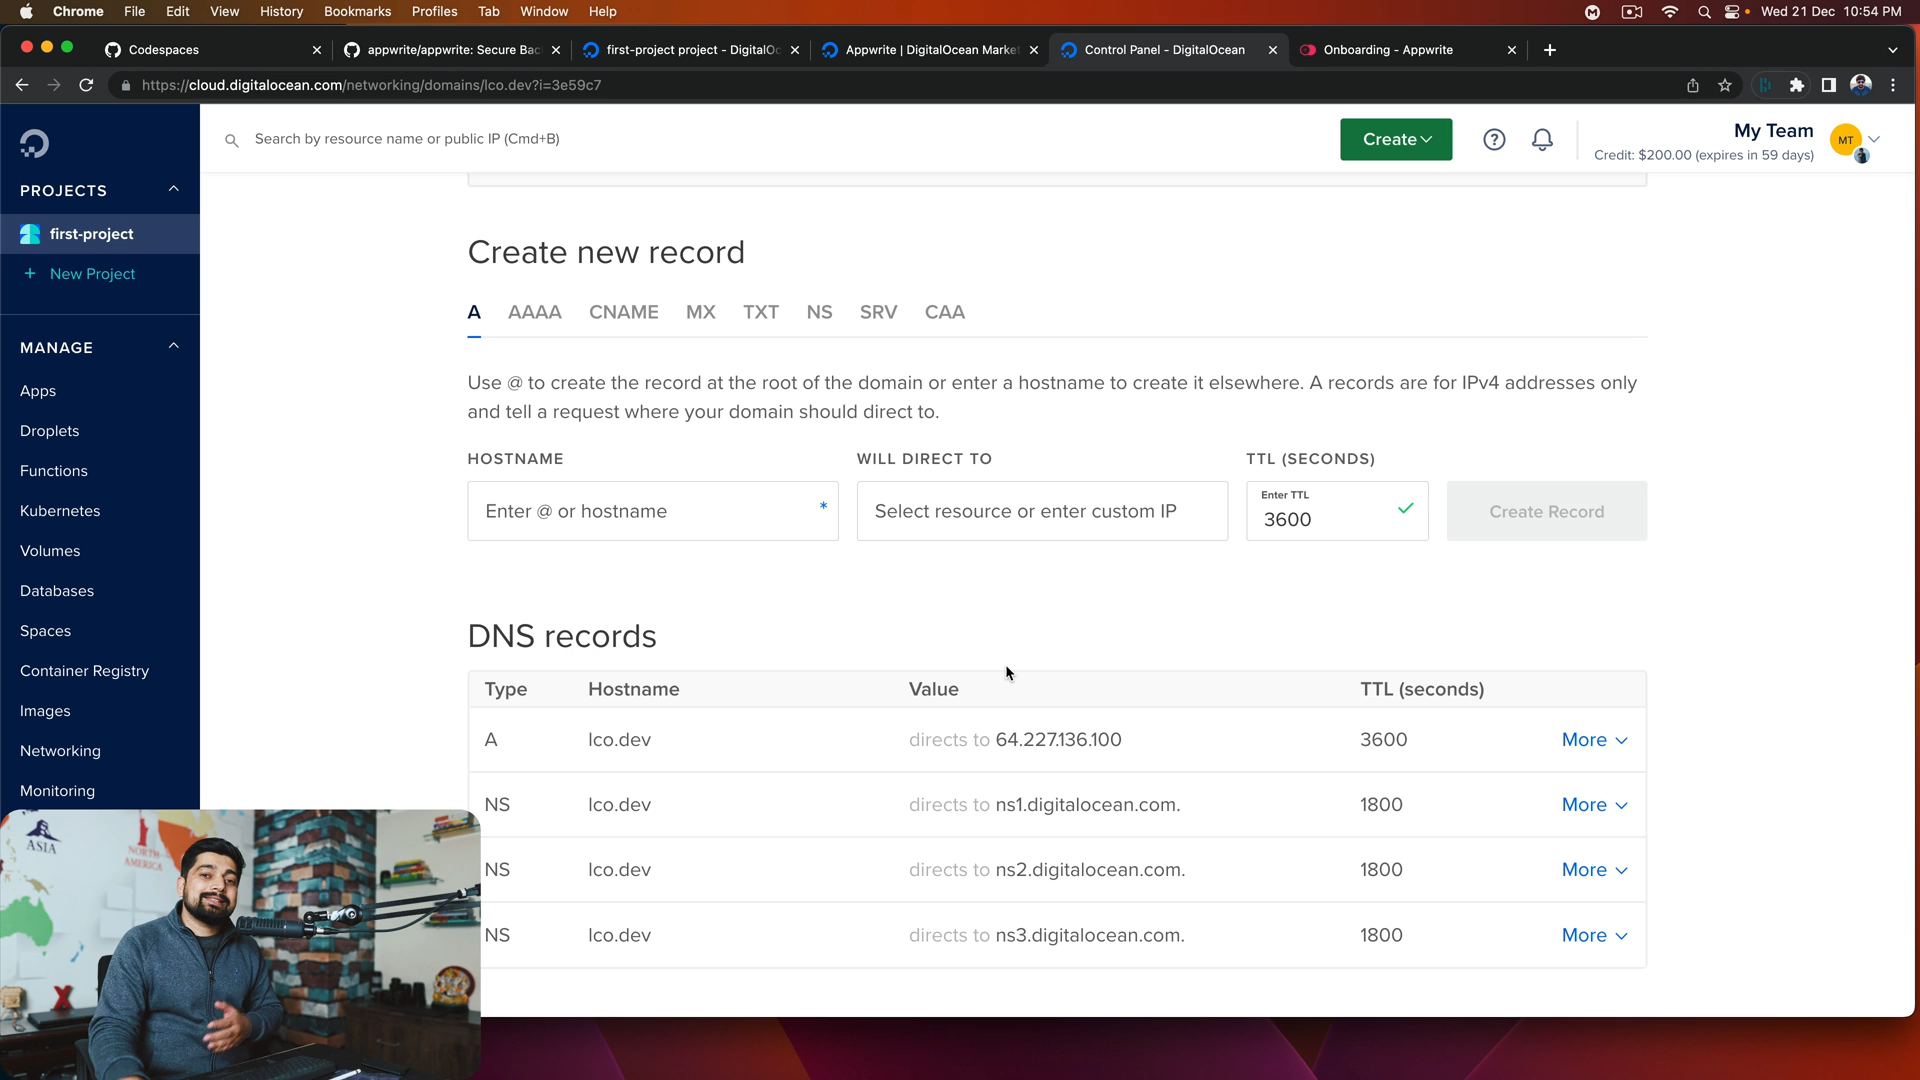 Chrome File Edit View History Bookmarks Profiles Tab Window Help
Wed 21 Dec 10:54 PM
Codespaces
appwrite/appwrite: Secure Bac
first-project project - DigitalOc
Appwrite | DigitalOcean Market
Control Panel - DigitalOcean
Onboarding - Appwrite
https://cloud.digitalocean.com/networking/domains/lco.dev?i=3e59c7
Search by resource name or public IP (Cmd+B)
Create
My Team
Credit: $200.00 (expires in 59 days)
MT
PROJECTS
first-project
+ New Project
MANAGE
Apps
Droplets
Functions
Kubernetes
Volumes
Databases
Spaces
Container Registry
Images
Networking
Monitoring
Create new record
A AAAA CNAME MX TXT NS SRV CAA
Use @ to create the record at the root of the domain or enter a hostname to create it elsewhere. A records are for IPv4 addresses only
and tell a request where your domain should direct to.
HOSTNAME WILL DIRECT TO TTL (SECONDS)
Enter @ or hostname *
Select resource or enter custom IP
Enter TTL
3600
Create Record
DNS records
Type Hostname Value TTL (seconds)
A lco.dev directs to 64.227.136.100 3600 More
NS lco.dev directs to ns1.digitalocean.com. 1800 More
NS lco.dev directs to ns2.digitalocean.com. 1800 More
NS lco.dev directs to ns3.digitalocean.com. 1800 More
ASIA
NORTH
AMERICA